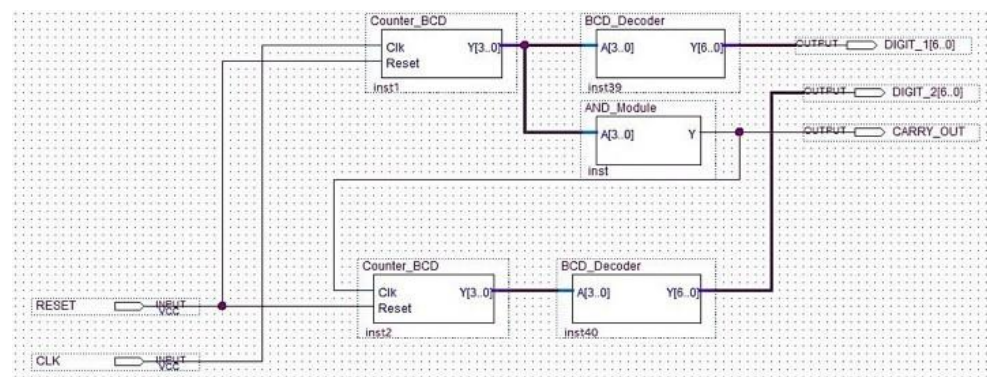 Counter_BCD
Clk Y[3..0]
Reset
inst1
BCD_Decoder
A[3..0] Y[6..0]
inst39
OUTPUT DIGIT_1[6..0]
OUTPUT DIGIT_2[6..0]
AND_Module
A[3..0] Y
inst
OUTPUT CARRY_OUT
Counter_BCD
Clk Y[3..0]
Reset
inst2
BCD_Decoder
A[3..0] Y[6..0]
inst40
RESET INPUT
VCC
CLK INPUT
VCC